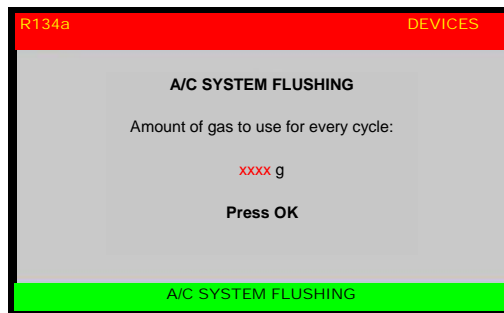 R134a DEVICES
A/C SYSTEM FLUSHING
Amount of gas to use for every cycle:
xxxx g
Press OK
A/C SYSTEM FLUSHING